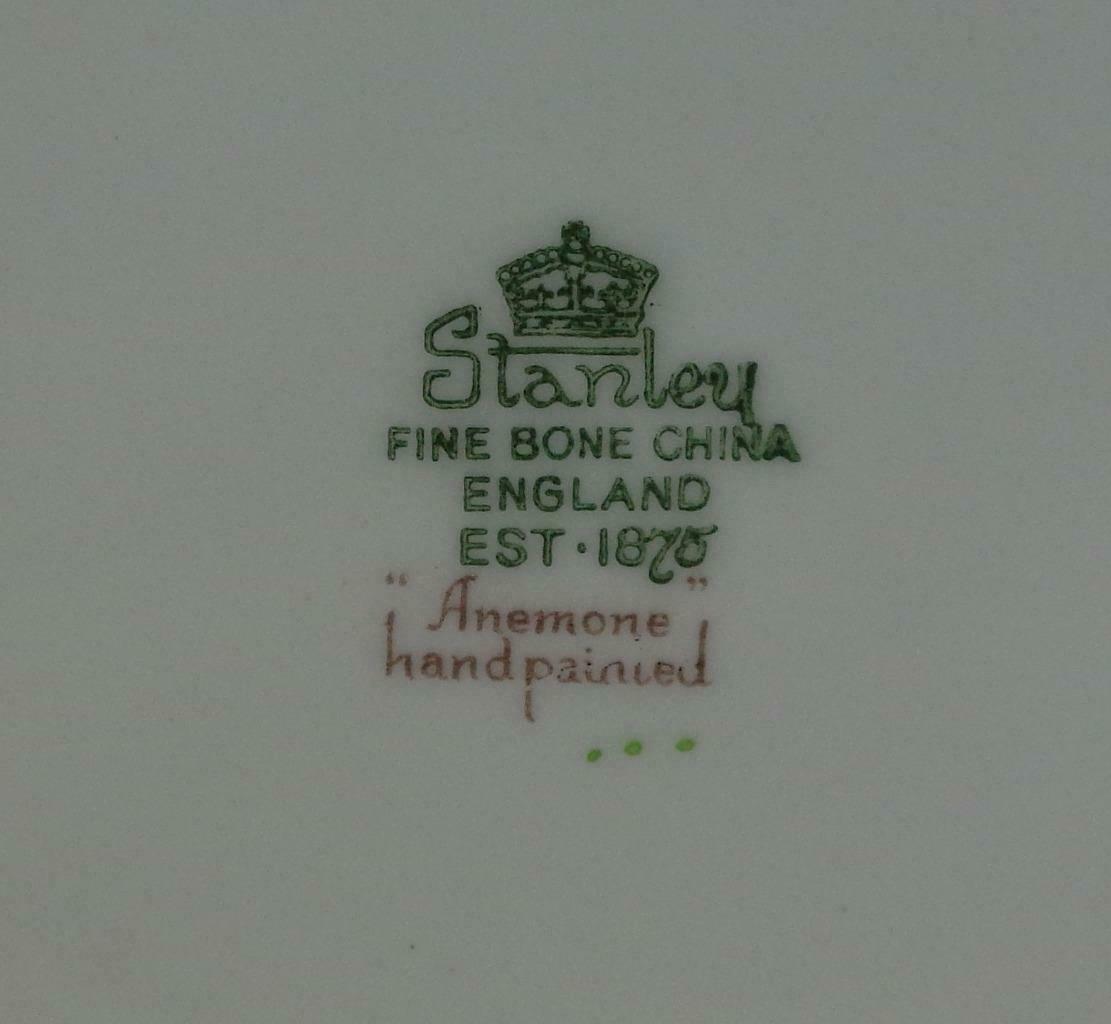 Stanley
FINE BONE CHINA
ENGLAND
EST·1875
"Anemone"
handpainted